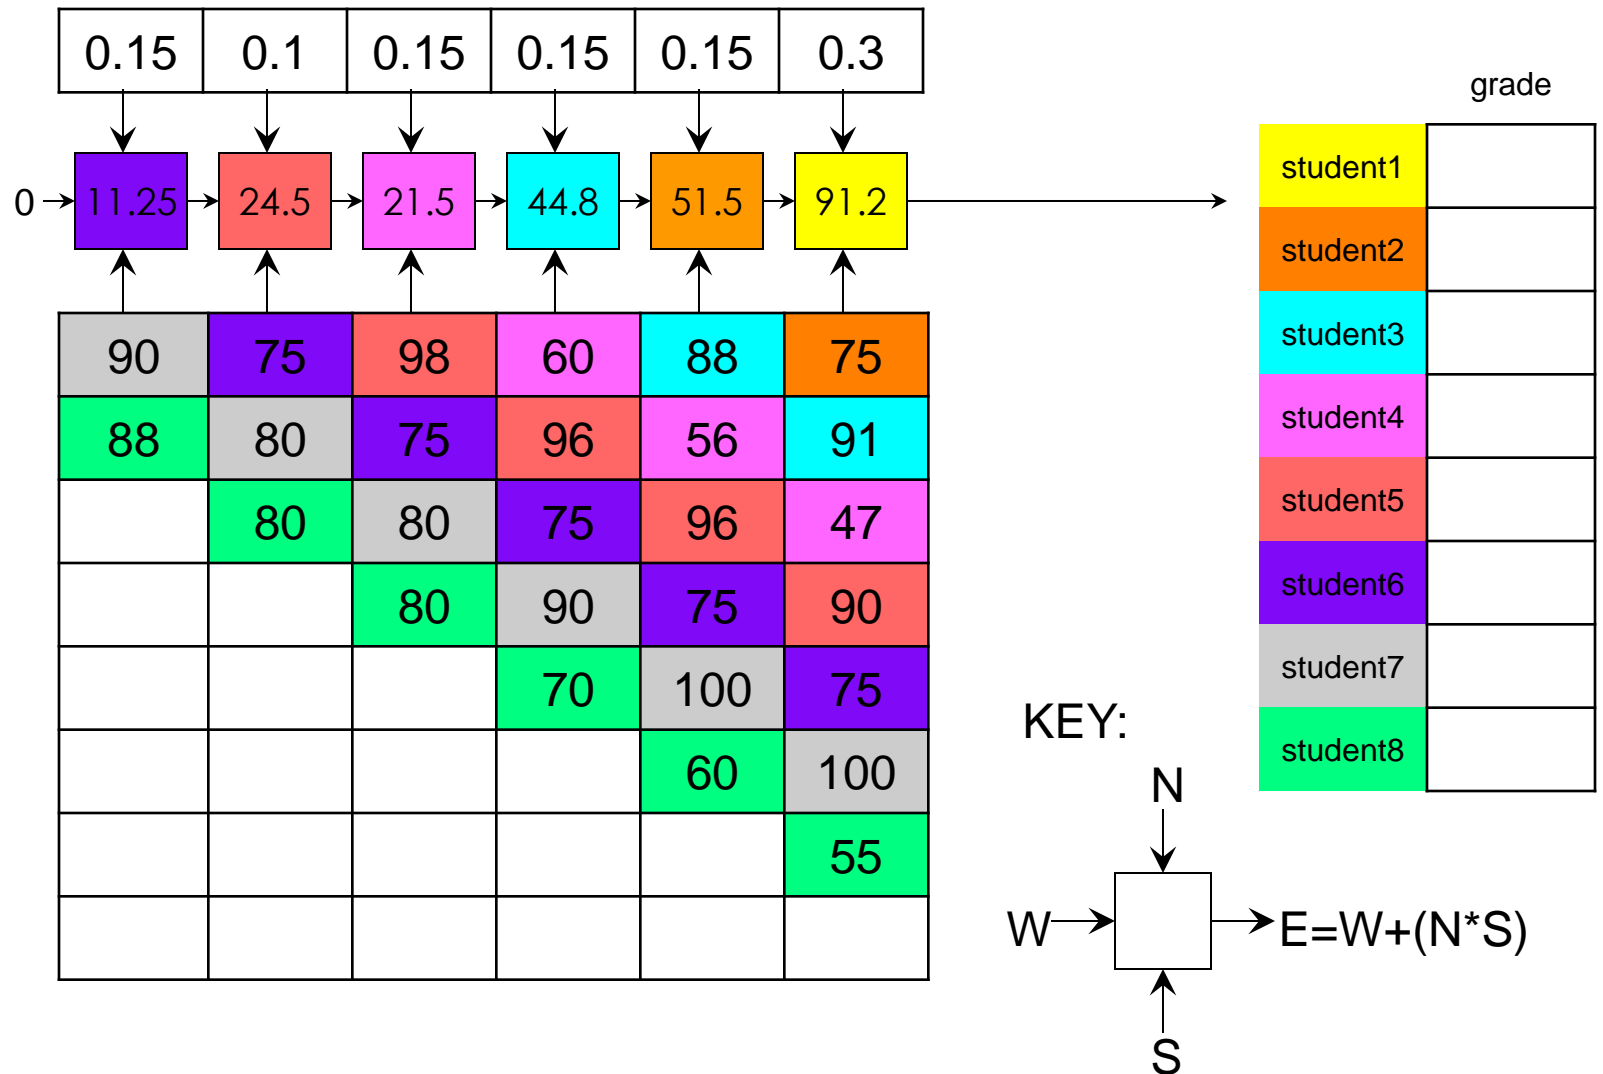 0.15 0.1 0.15 0.15 0.15 0.3
grade
0 11.25 24.5 21.5 44.8 51.5 91.2
student1
student2
student3
student4
student5
student6
student7
student8
90 75 98 60 88 75
88 80 75 96 56 91
80 80 75 96 47
80 90 75 90
70 100 75
60 100
55
KEY:
N
W E=W+(N*S)
S